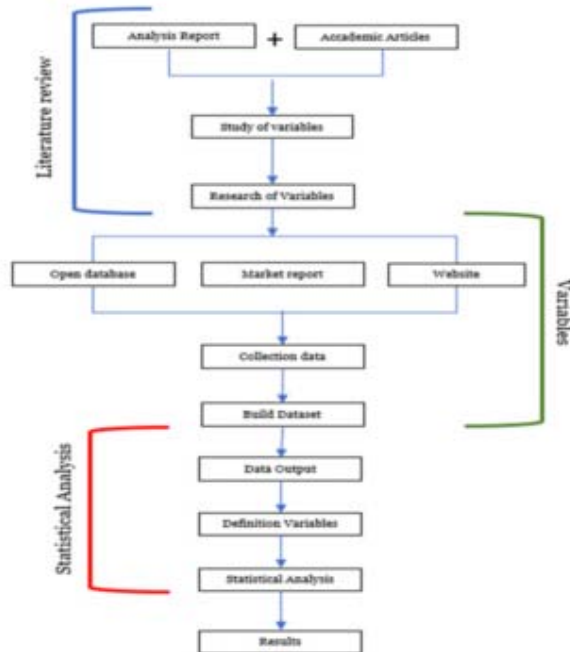 Analysis Report + Accademic Articles
Literature review
Study of variables
Research of Variables
Open database
Market report
Website
Variables
Collection data
Build Dataset
Statistical Analysis
Data Output
Definition Variables
Statistical Analysis
Results